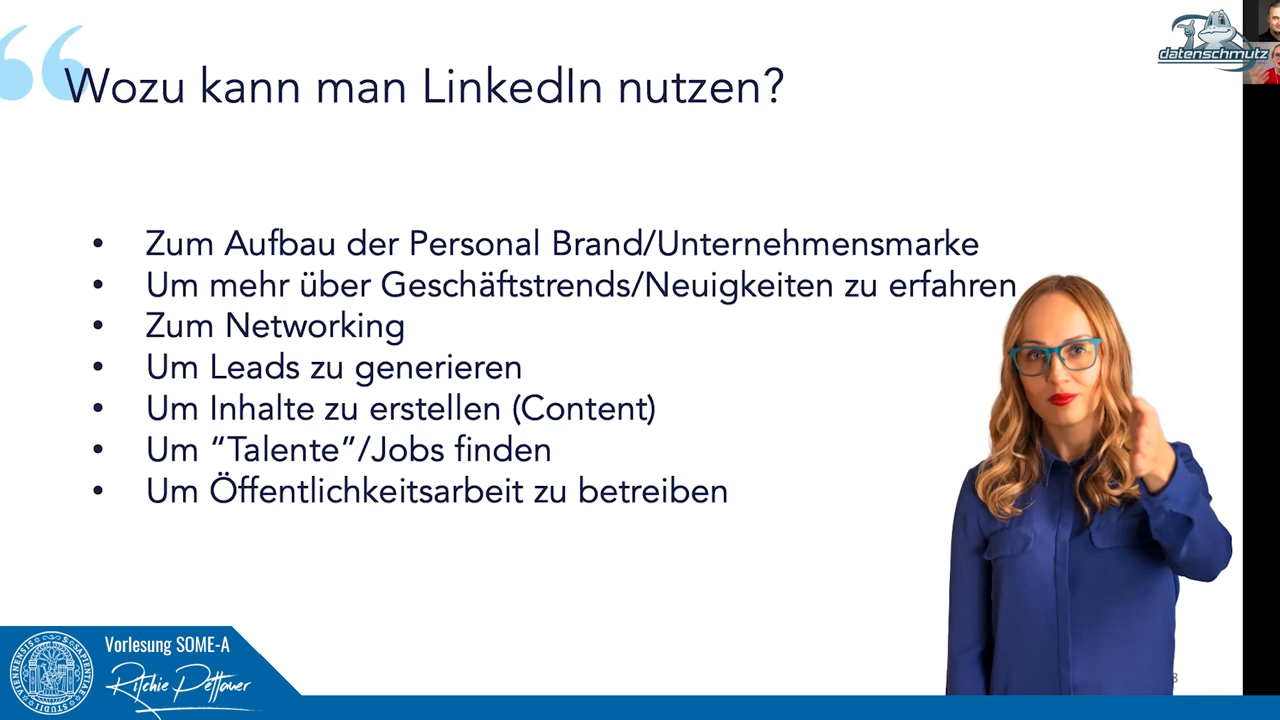 datenschmutz
Wozu kann man LinkedIn nutzen?
• Zum Aufbau der Personal Brand/Unternehmensmarke
• Um mehr über Geschäftstrends/Neuigkeiten zu erfahren
• Zum Networking
• Um Leads zu generieren
• Um Inhalte zu erstellen (Content)
• Um “Talente”/Jobs finden
• Um Öffentlichkeitsarbeit zu betreiben
Vorlesung SOME-A
Ritchie Pettauer